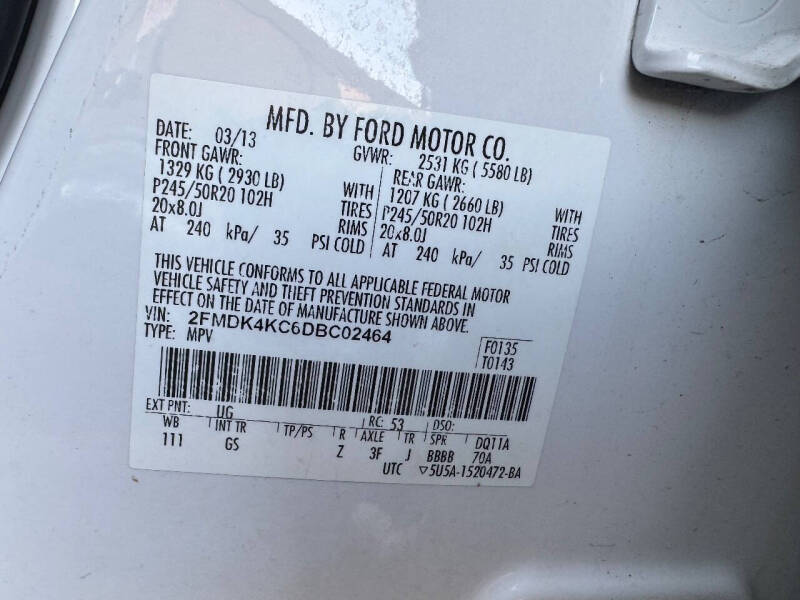 MFD. BY FORD MOTOR CO.
DATE: 03/13 GVWR: 2531 KG ( 5580 LB)
FRONT GAWR: REAR GAWR:
1329 KG ( 2930 LB) WITH 1207 KG ( 2660 LB) WITH
P245/50R20 102H TIRES P245/50R20 102H TIRES
20x8.0J RIMS 20x8.0J RIMS
AT 240 kPa/ 35 PSI COLD AT 240 kPa/ 35 PSI COLD
THIS VEHICLE CONFORMS TO ALL APPLICABLE FEDERAL MOTOR
VEHICLE SAFETY AND THEFT PREVENTION STANDARDS IN
EFFECT ON THE DATE OF MANUFACTURE SHOWN ABOVE.
VIN: 2FMDK4KC6DBC02464
TYPE: MPV F0135
T0143
EXT PNT: UG RC: 53 DSO:
WB INT TR TP/PS R AXLE TR SPR DQ11A
111 GS Z 3F J BBBB 70A
UTC ▽5U5A-1520472-BA